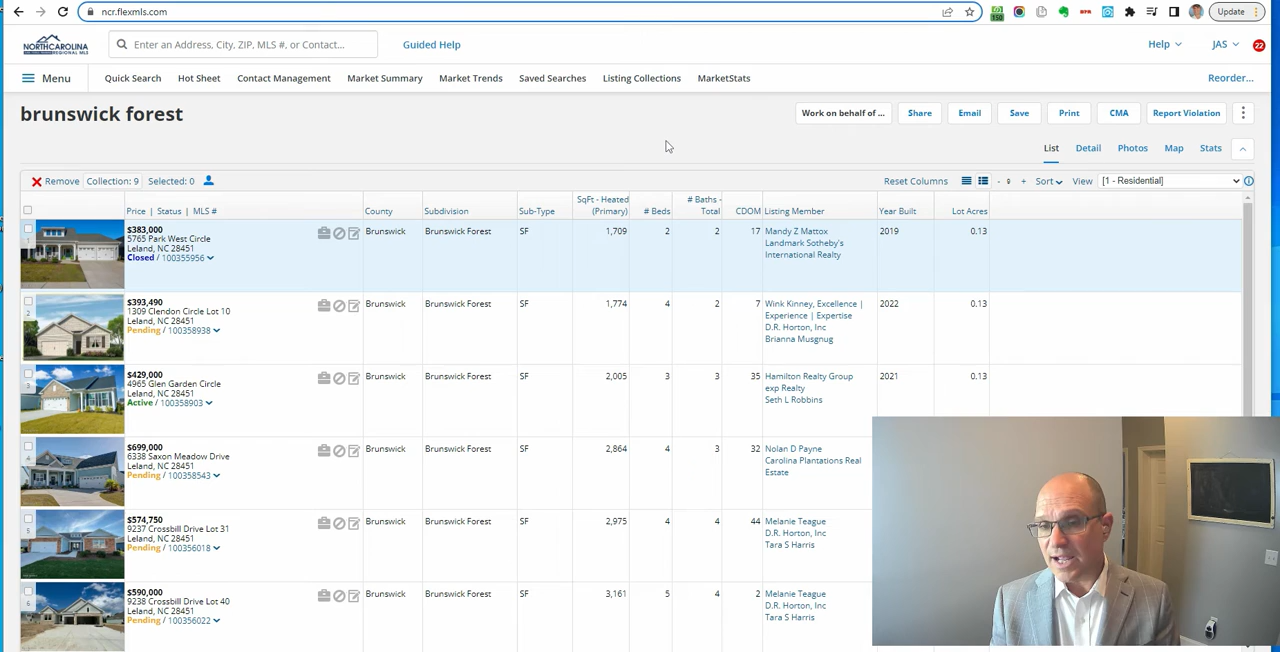 ncr.flexmls.com
150
Update
NORTH CAROLINA
REGIONAL MLS
Enter an Address, City, ZIP, MLS #, or Contact...
Guided Help
Help
JAS
22
Menu
Quick Search
Hot Sheet
Contact Management
Market Summary
Market Trends
Saved Searches
Listing Collections
MarketStats
Reorder...
brunswick forest
Work on behalf of ...
Share
Email
Save
Print
CMA
Report Violation
List
Detail
Photos
Map
Stats
Remove
Collection: 9
Selected: 0
Reset Columns
Sort
View
[1 - Residential]
Price | Status | MLS #
County
Subdivision
Sub-Type
SqFt - Heated
(Primary)
# Beds
# Baths -
Total
CDOM
Listing Member
Year Built
Lot Acres
1
$383,000
5765 Park West Circle
Leland, NC 28451
Closed / 100355956
Brunswick
Brunswick Forest
SF
1,709
2
2
17
Mandy Z Mattox
Landmark Sotheby's
International Realty
2019
0.13
2
$393,490
1309 Clendon Circle Lot 10
Leland, NC 28451
Pending / 100358938
Brunswick
Brunswick Forest
SF
1,774
4
2
7
Wink Kinney, Excellence |
Experience | Expertise
D.R. Horton, Inc
Brianna Musgnug
2022
0.13
3
$429,000
4965 Glen Garden Circle
Leland, NC 28451
Active / 100358903
Brunswick
Brunswick Forest
SF
2,005
3
3
35
Hamilton Realty Group
exp Realty
Seth L Robbins
2021
0.13
4
$699,000
6338 Saxon Meadow Drive
Leland, NC 28451
Pending / 100358543
Brunswick
Brunswick Forest
SF
2,864
4
3
32
Nolan D Payne
Carolina Plantations Real
Estate
5
$574,750
9237 Crossbill Drive Lot 31
Leland, NC 28451
Pending / 100356018
Brunswick
Brunswick Forest
SF
2,975
4
4
44
Melanie Teague
D.R. Horton, Inc
Tara S Harris
6
$590,000
9238 Crossbill Drive Lot 40
Leland, NC 28451
Pending / 100356022
Brunswick
Brunswick Forest
SF
3,161
5
4
2
Melanie Teague
D.R. Horton, Inc
Tara S Harris